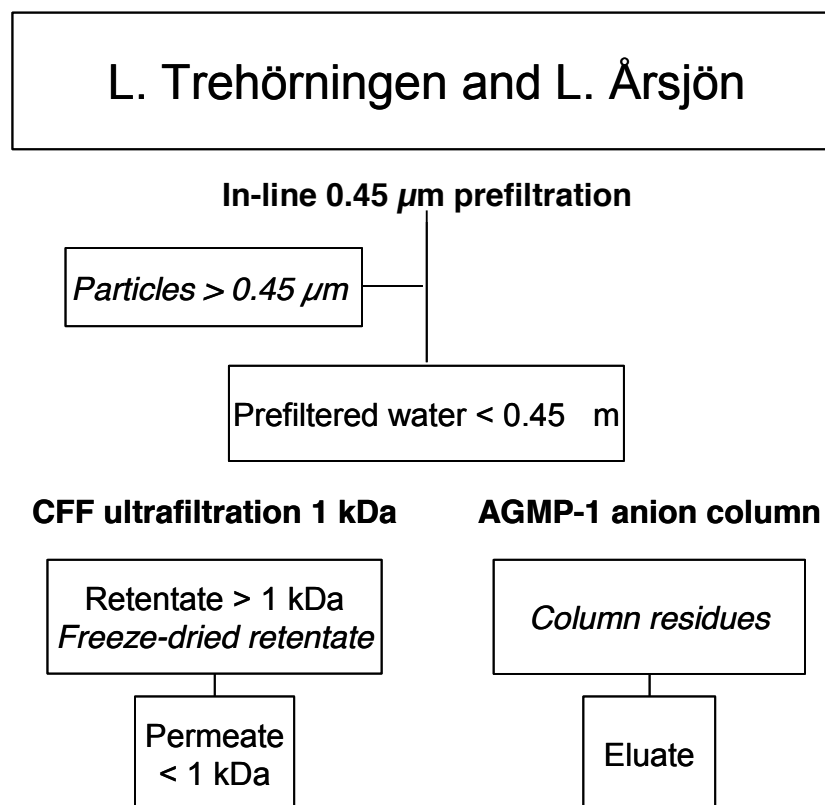 L. Trehörningen and L. Årsjön
In-line 0.45 µm prefiltration
Particles > 0.45 µm
Prefiltered water < 0.45 m
CFF ultrafiltration 1 kDa
AGMP-1 anion column
Retentate > 1 kDa
Freeze-dried retentate
Column residues
Permeate
< 1 kDa
Eluate